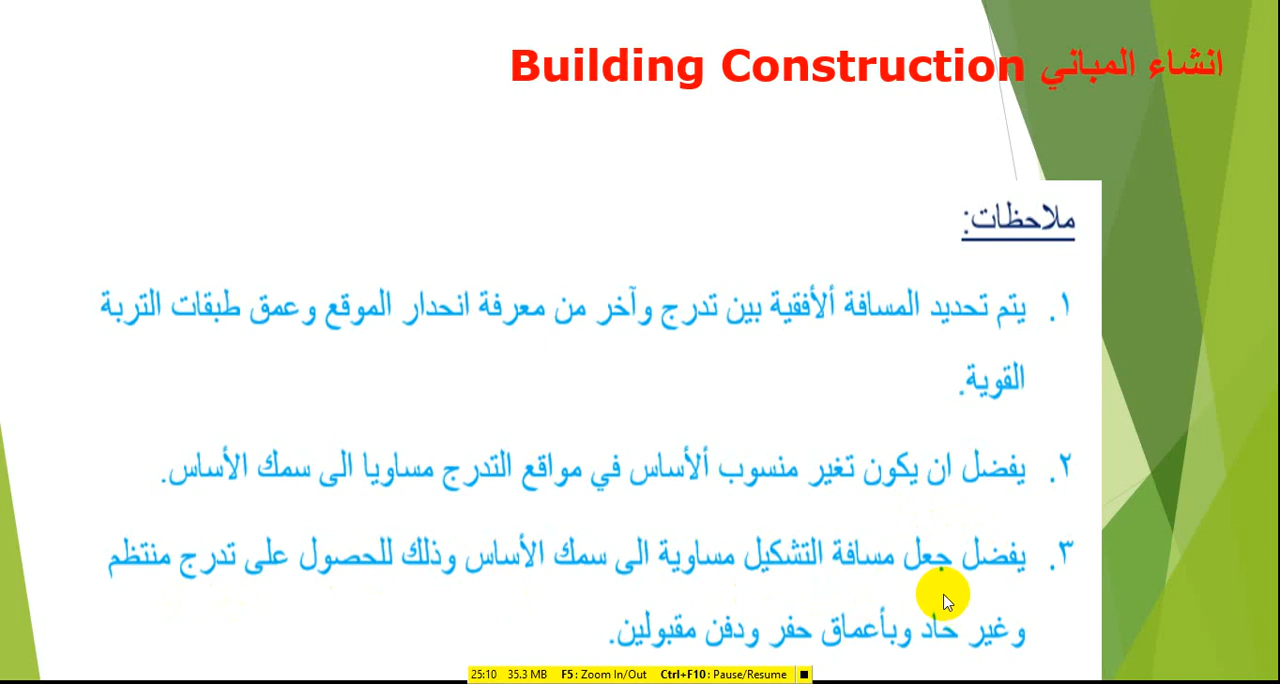 انشاء المباني Building Construction
ملاحظات:
١. يتم تحديد المسافة ألأفقية بين تدرج وآخر من معرفة انحدار الموقع وعمق طبقات التربة
القوية.
٢. يفضل ان يكون تغير منسوب ألأساس في مواقع التدرج مساويا الى سمك الأساس.
٣. يفضل جعل مسافة التشكيل مساوية الى سمك الأساس وذلك للحصول على تدرج منتظم
وغير حاد وبأعماق حفر ودفن مقبولين.
25:10 35.3 MB F5: Zoom In/Out Ctrl+F10: Pause/Resume